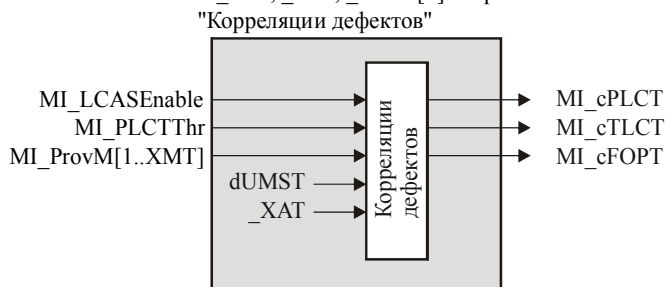 "Корреляции дефектов"
MI_LCASEnable
MI_PLCTThr
MI_ProvM[1..XMT]
dUMST
_XAT
Корреляции
дефектов
MI_cPLCT
MI_cTLCT
MI_cFOPT